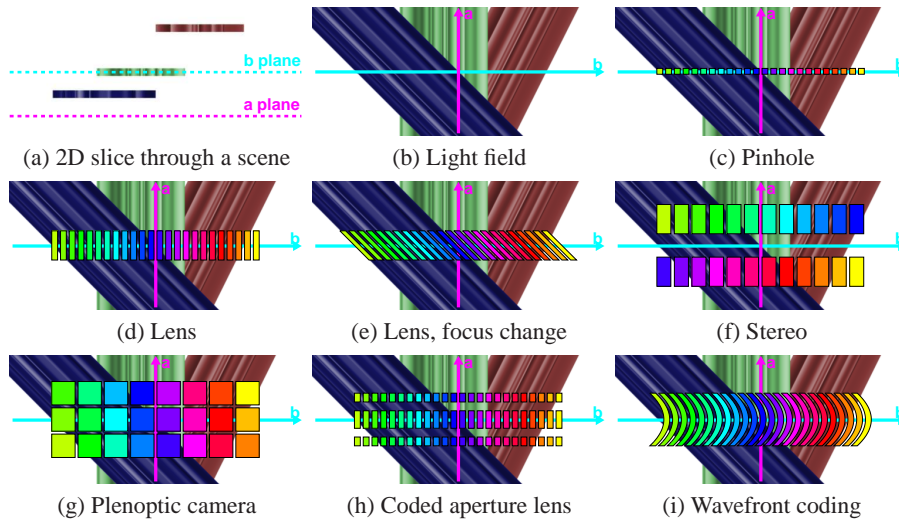 b plane
a plane
(a) 2D slice through a scene
a
b
(b) Light field
a
b
(c) Pinhole
a
b
(d) Lens
a
b
(e) Lens, focus change
a
b
(f) Stereo
a
b
(g) Plenoptic camera
a
b
(h) Coded aperture lens
a
b
(i) Wavefront coding